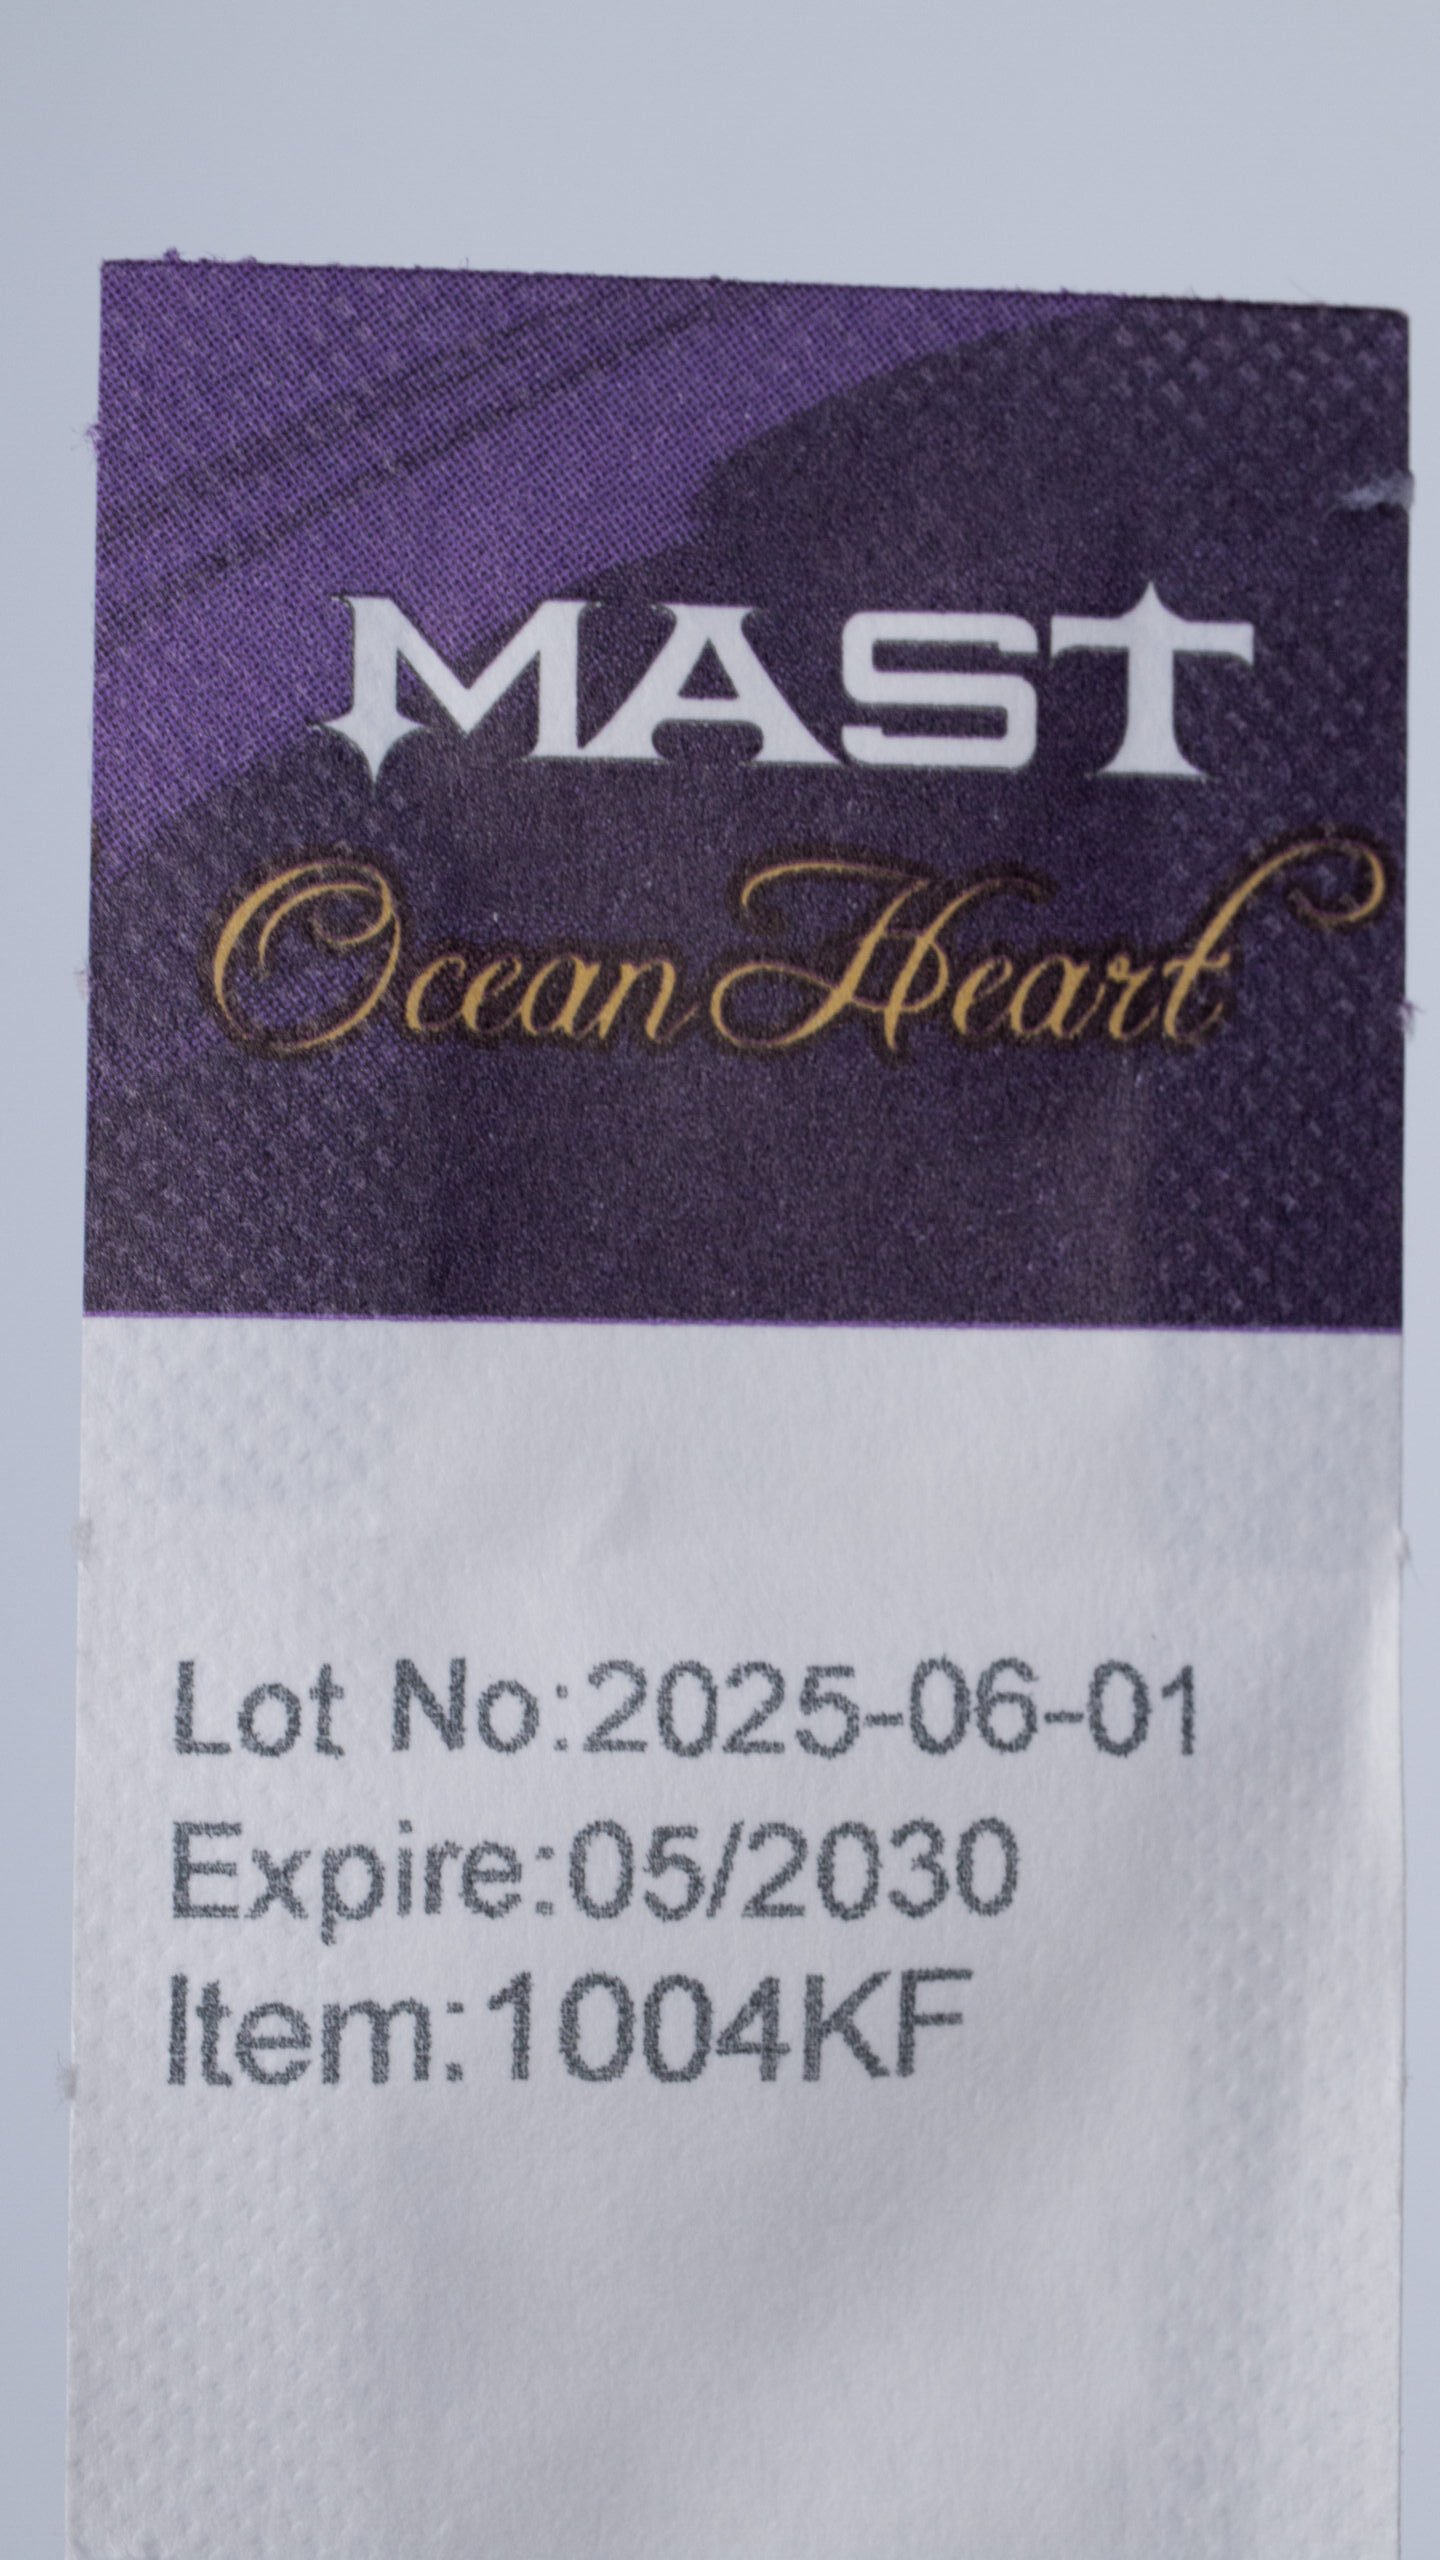 MAST
Ocean Heart
Lot No:2025-06-01
Expire:05/2030
Item:1004KF